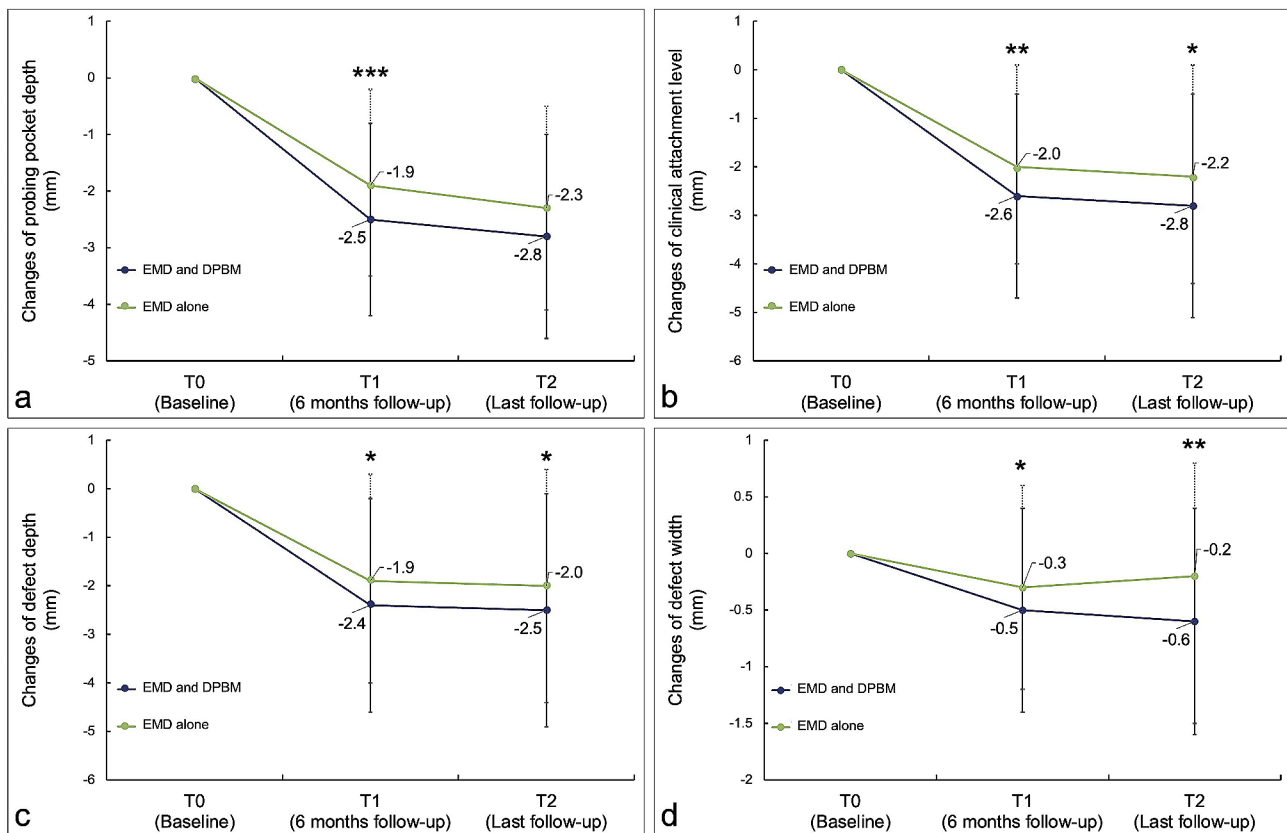 Changes of probing pocket depth
(mm)
1
0
-1
-2
-3
-4
-5
***
-1.9
-2.3
-2.5
-2.8
EMD and DPBM
EMD alone
T0
(Baseline)
T1
(6 months follow-up)
T2
(Last follow-up)
a
Changes of clinical attachment level
(mm)
1
0
-1
-2
-3
-4
-5
-6
**
*
-2.0
-2.2
-2.6
-2.8
EMD and DPBM
EMD alone
T0
(Baseline)
T1
(6 months follow-up)
T2
(Last follow-up)
b
Changes of defect depth
(mm)
1
0
-1
-2
-3
-4
-5
-6
*
*
-1.9
-2.0
-2.4
-2.5
EMD and DPBM
EMD alone
T0
(Baseline)
T1
(6 months follow-up)
T2
(Last follow-up)
c
Changes of defect width
(mm)
1
0.5
0
-0.5
-1
-1.5
-2
*
**
-0.3
-0.2
-0.5
-0.6
EMD and DPBM
EMD alone
T0
(Baseline)
T1
(6 months follow-up)
T2
(Last follow-up)
d